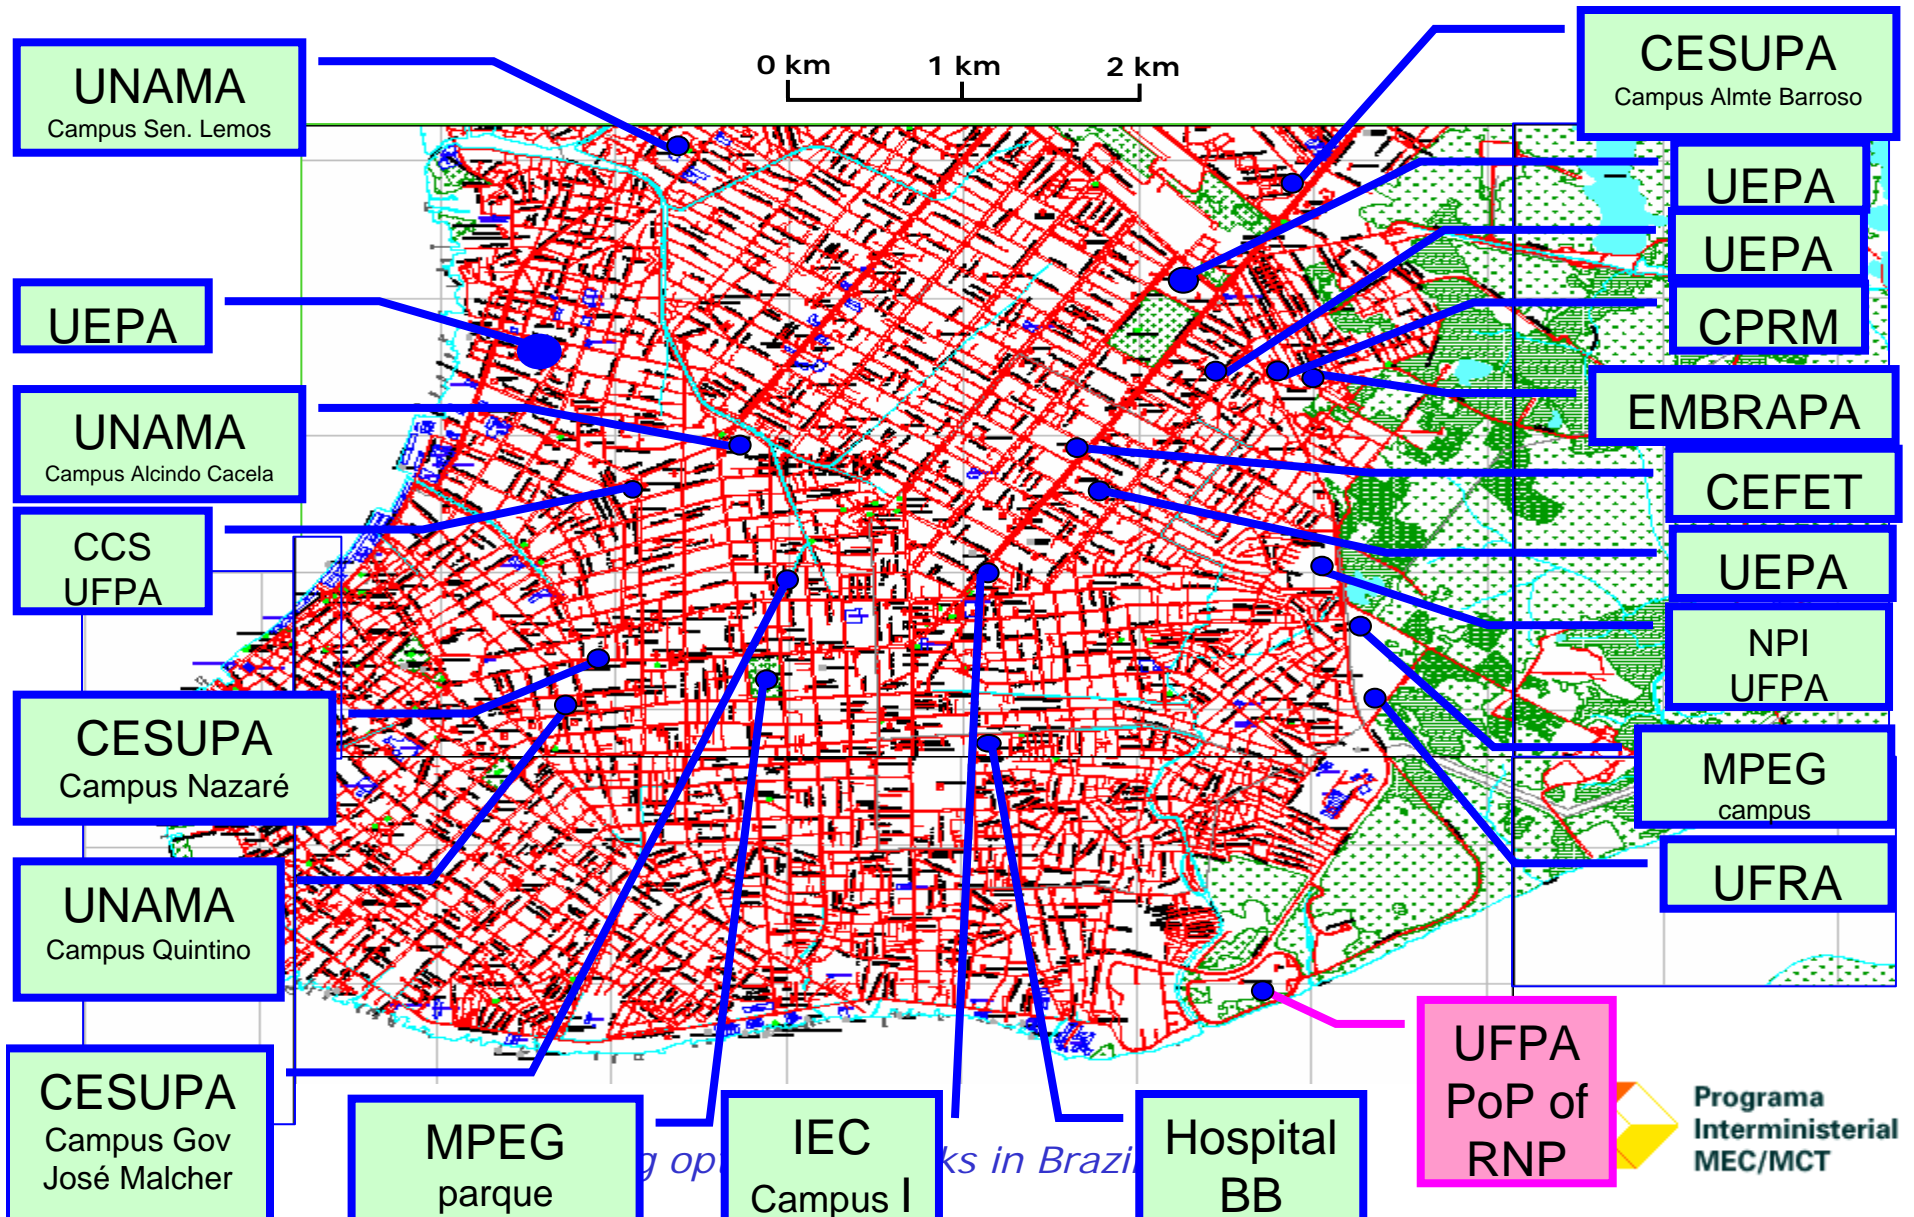 0 km 1 km 2 km
UNAMA
Campus Sen. Lemos
UEPA
UNAMA
Campus Alcindo Cacela
CCS
UFPA
CESUPA
Campus Nazaré
UNAMA
Campus Quintino
CESUPA
Campus Gov
José Malcher
MPEG
parque
IEC
Campus I
Hospital
BB
CESUPA
Campus Almte Barroso
UEPA
UEPA
CPRM
EMBRAPA
CEFET
UEPA
NPI
UFPA
MPEG
campus
UFRA
UFPA
PoP of
RNP
in Brazi
Programa
Interministerial
MEC/MCT